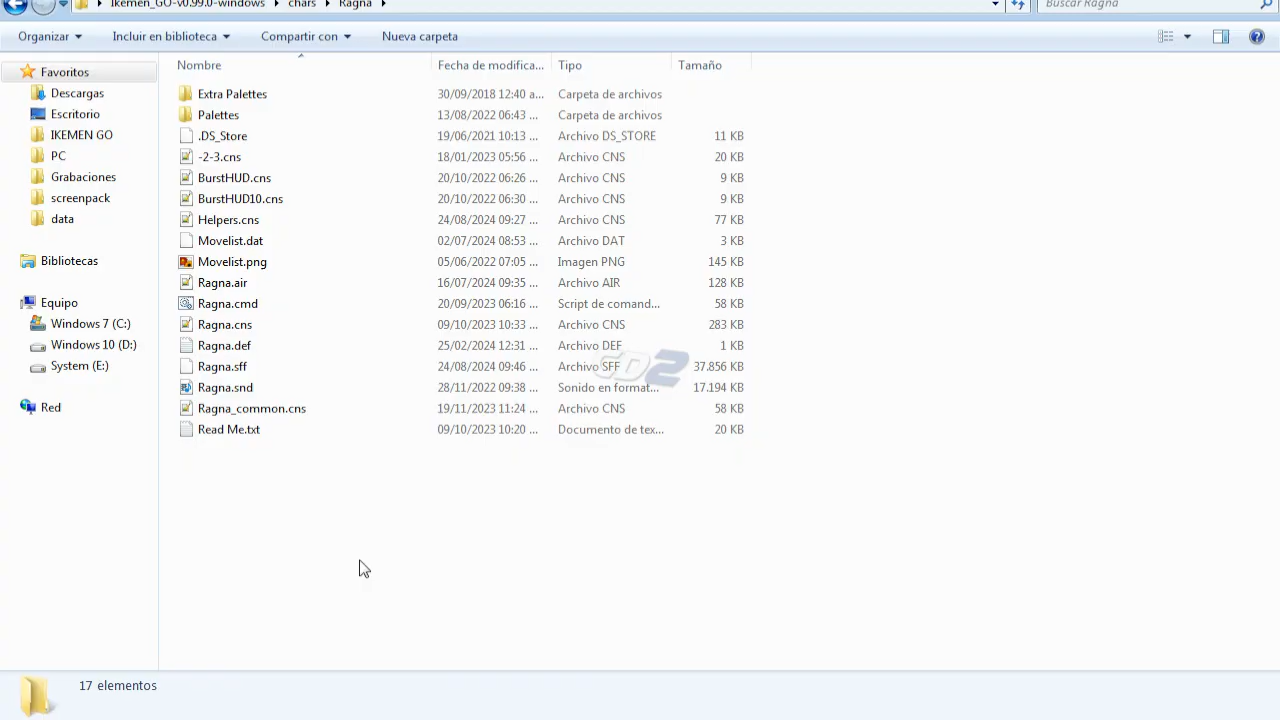 Ikemen_GO-v0.99.0-windows chars Ragna Buscar Ragna
Organizar Incluir en biblioteca Compartir con Nueva carpeta
Nombre Fecha de modifica... Tipo Tamaño
Favoritos
Descargas
Escritorio
IKEMEN GO
PC
Grabaciones
screenpack
data
Bibliotecas
Equipo
Windows 7 (C:)
Windows 10 (D:)
System (E:)
Red
Extra Palettes 30/09/2018 12:40 a... Carpeta de archivos
Palettes 13/08/2022 06:43 ... Carpeta de archivos
.DS_Store 19/06/2021 10:13 ... Archivo DS_STORE 11 KB
-2-3.cns 18/01/2023 05:56 ... Archivo CNS 20 KB
BurstHUD.cns 20/10/2022 06:26 ... Archivo CNS 9 KB
BurstHUD10.cns 20/10/2022 06:30 ... Archivo CNS 9 KB
Helpers.cns 24/08/2024 09:27 ... Archivo CNS 77 KB
Movelist.dat 02/07/2024 08:53 ... Archivo DAT 3 KB
Movelist.png 05/06/2022 07:05 ... Imagen PNG 145 KB
Ragna.air 16/07/2024 09:35 ... Archivo AIR 128 KB
Ragna.cmd 20/09/2023 06:16 ... Script de comand... 58 KB
Ragna.cns 09/10/2023 10:33 ... Archivo CNS 283 KB
Ragna.def 25/02/2024 12:31 ... Archivo DEF 1 KB
Ragna.sff 24/08/2024 09:46 ... Archivo SFF 37.856 KB
Ragna.snd 28/11/2022 09:38 ... Sonido en format... 17.194 KB
Ragna_common.cns 19/11/2023 11:24 ... Archivo CNS 58 KB
Read Me.txt 09/10/2023 10:20 ... Documento de tex... 20 KB
CD2
17 elementos